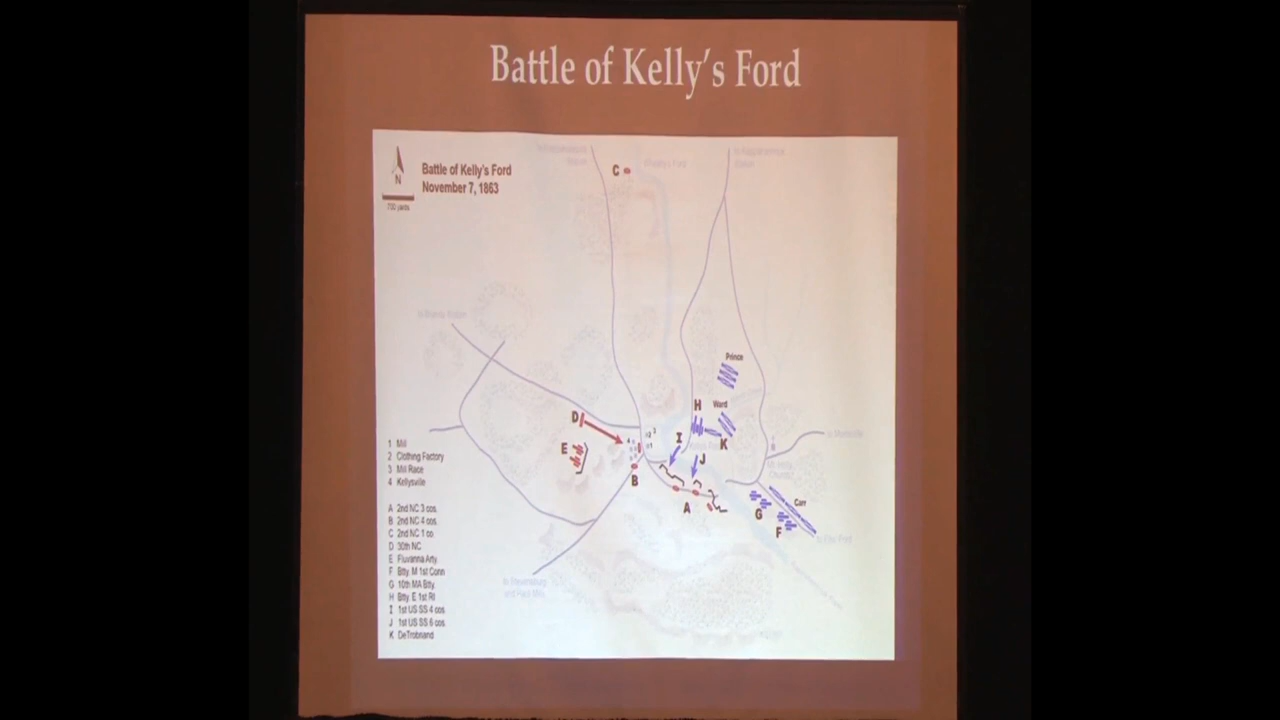 Battle of Kelly's Ford
Battle of Kelly's Ford
November 7, 1863
N
700 yards
C
Prince
H
Ward
D
I
K
E
J
B
A
G
Carr
F
1 Mill
2 Clothing Factory
3 Mill Race
4 Kellysville
A 2nd NC 3 cos.
B 2nd NC 4 cos.
C 2nd NC 1 co.
D 30th NC
E Fluvanna Arty.
F Btty. M 1st Conn
G 10th MA Btty.
H Btty. E 1st RI
I 1st US SS 4 cos
J 1st US SS 6 cos.
K DeTrobriand